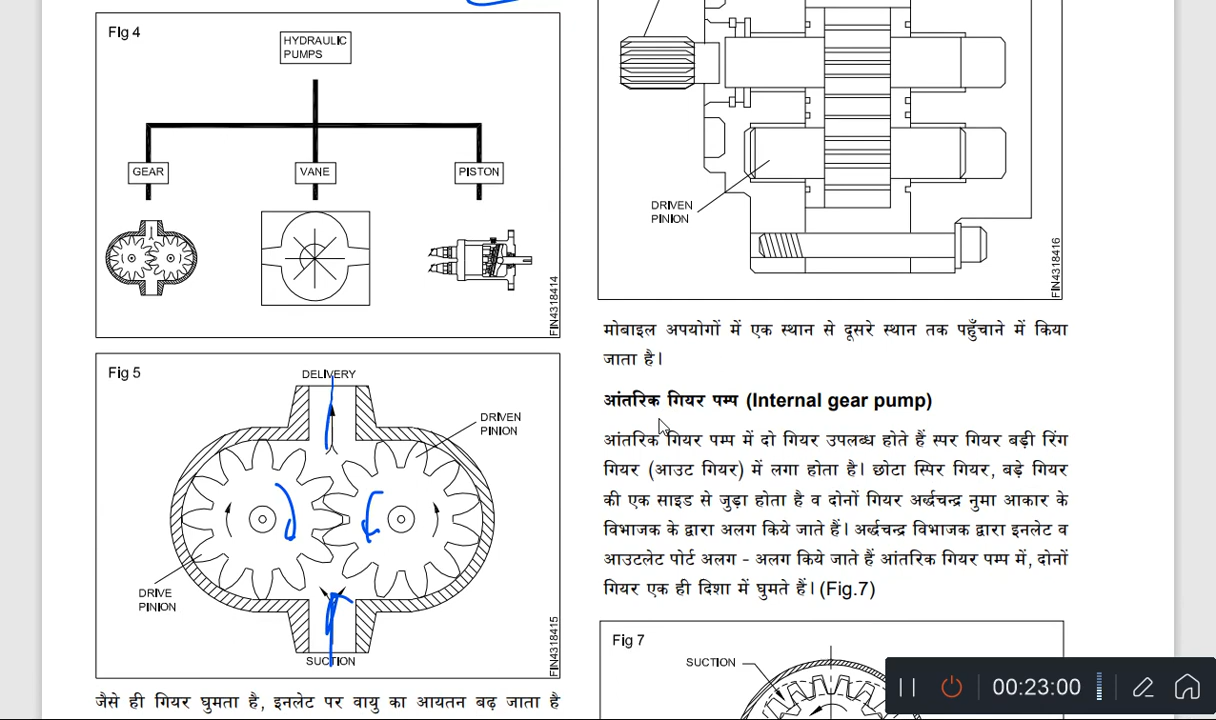 Fig 4
HYDRAULIC
PUMPS
GEAR
VANE
PISTON
FIN4318414
Fig 5
DELIVERY
DRIVEN
PINION
DRIVE
PINION
SUCTION
FIN4318415
जैसे ही गियर घुमता है, इनलेट पर वायु का आयतन बढ़ जाता है
DRIVEN
PINION
FIN4318416
मोबाइल अपयोगों में एक स्थान से दूसरे स्थान तक पहुँचाने में किया
जाता है।
आंतरिक गियर पम्प (Internal gear pump)
आंतरिक गियर पम्प में दो गियर उपलब्ध होते हैं स्पर गियर बड़ी रिंग
गियर (आउट गियर) में लगा होता है। छोटा स्पिर गियर, बड़े गियर
की एक साइड से जुड़ा होता है व दोनों गियर अर्द्धचन्द्र नुमा आकार के
विभाजक के द्वारा अलग किये जाते हैं। अर्द्धचन्द्र विभाजक द्वारा इनलेट व
आउटलेट पोर्ट अलग - अलग किये जाते हैं आंतरिक गियर पम्प में, दोनों
गियर एक ही दिशा में घुमते हैं। (Fig.7)
Fig 7
SUCTION
00:23:00